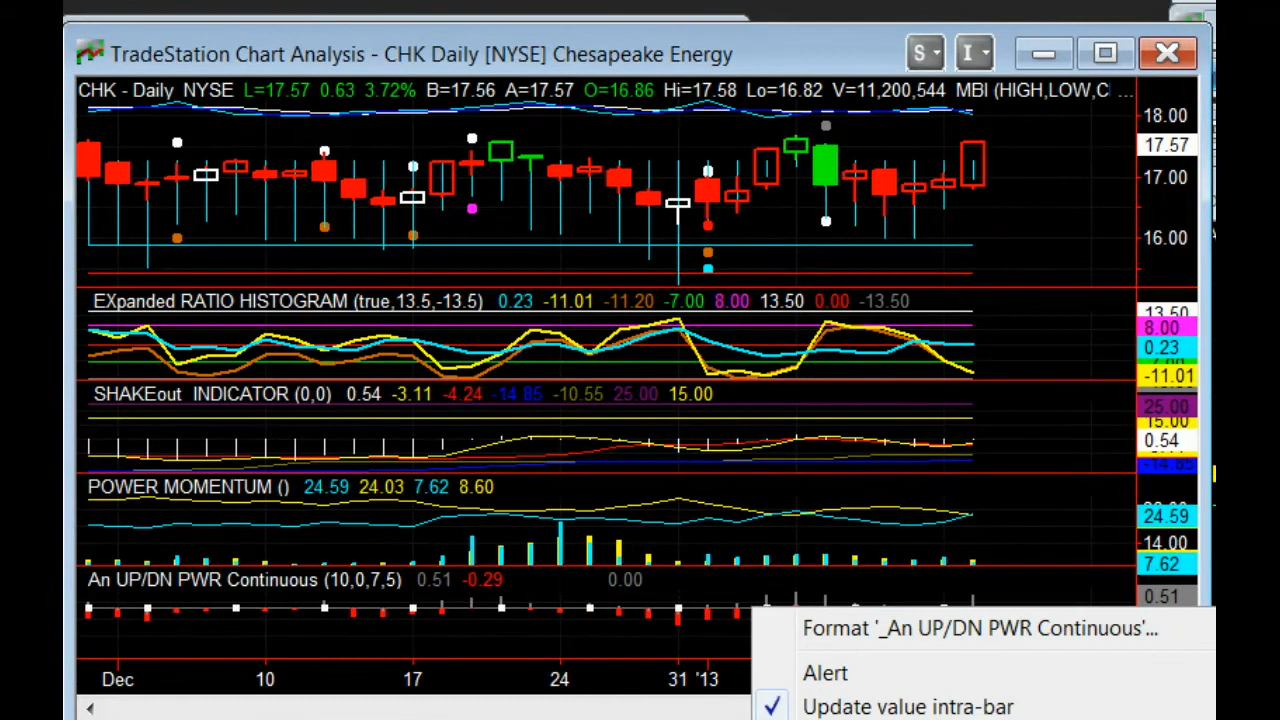 TradeStation Chart Analysis - CHK Daily [NYSE] Chesapeake Energy
S
I
CHK - Daily NYSE L=17.57 0.63 3.72% B=17.56 A=17.57 O=16.86 Hi=17.58 Lo=16.82 V=11,200,544 MBI (HIGH,LOW,C ...
18.00
17.57
17.00
16.00
EXpanded RATIO HISTOGRAM (true,13.5,-13.5) 0.23 -11.01 -11.20 -7.00 8.00 13.50 0.00 -13.50
13.50
8.00
0.23
-11.01
SHAKEout INDICATOR (0,0) 0.54 -3.11 -4.24 -14.85 -10.55 25.00 15.00
25.00
15.00
0.54
-14.85
POWER MOMENTUM () 24.59 24.03 7.62 8.60
24.59
14.00
7.62
An UP/DN PWR Continuous (10,0,7,5) 0.51 -0.29 0.00
0.51
Format '_An UP/DN PWR Continuous'...
Alert
Update value intra-bar
Dec 10 17 24 31 '13